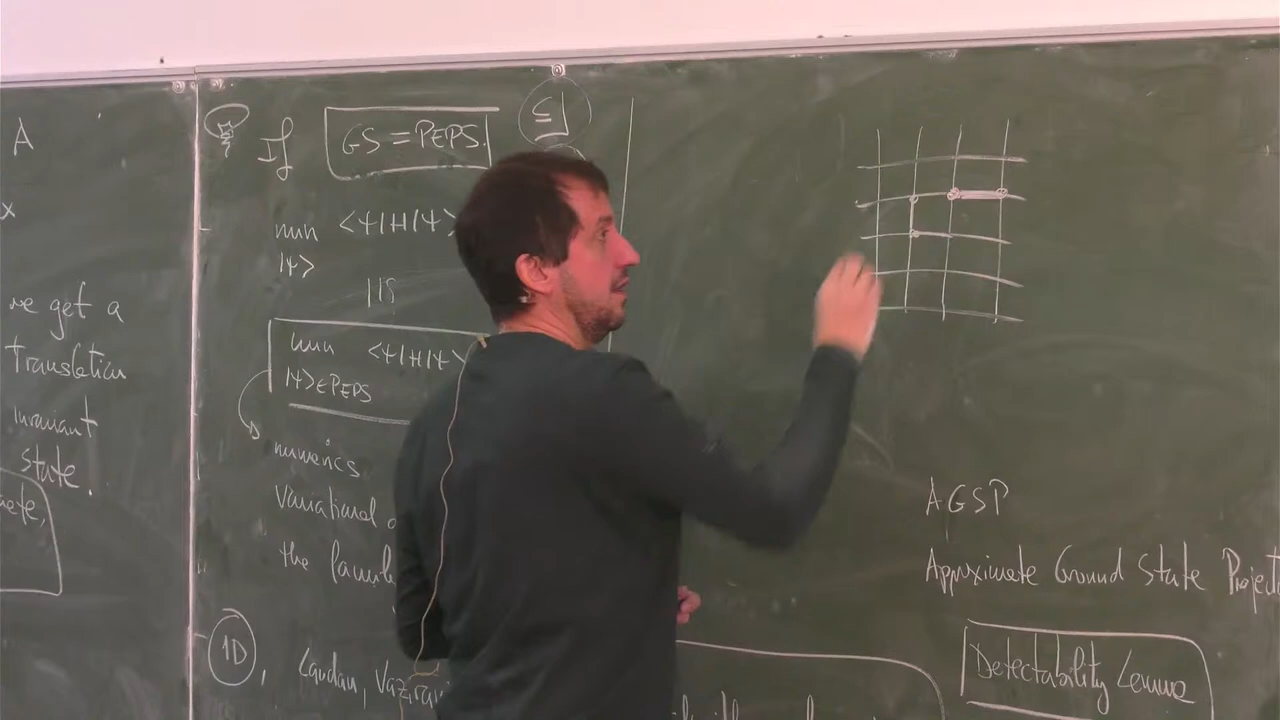 A
x
we get a
Translation
invariant
State.
If
GS = PEPS.
min <ψ|H|ψ>
|ψ>
min <ψ|H|ψ>
|ψ>∈PEPS
numerics
Variational
the
1D, Landau, Vazirani
AGSP
Approximate Ground State Project
Detectability Lemma